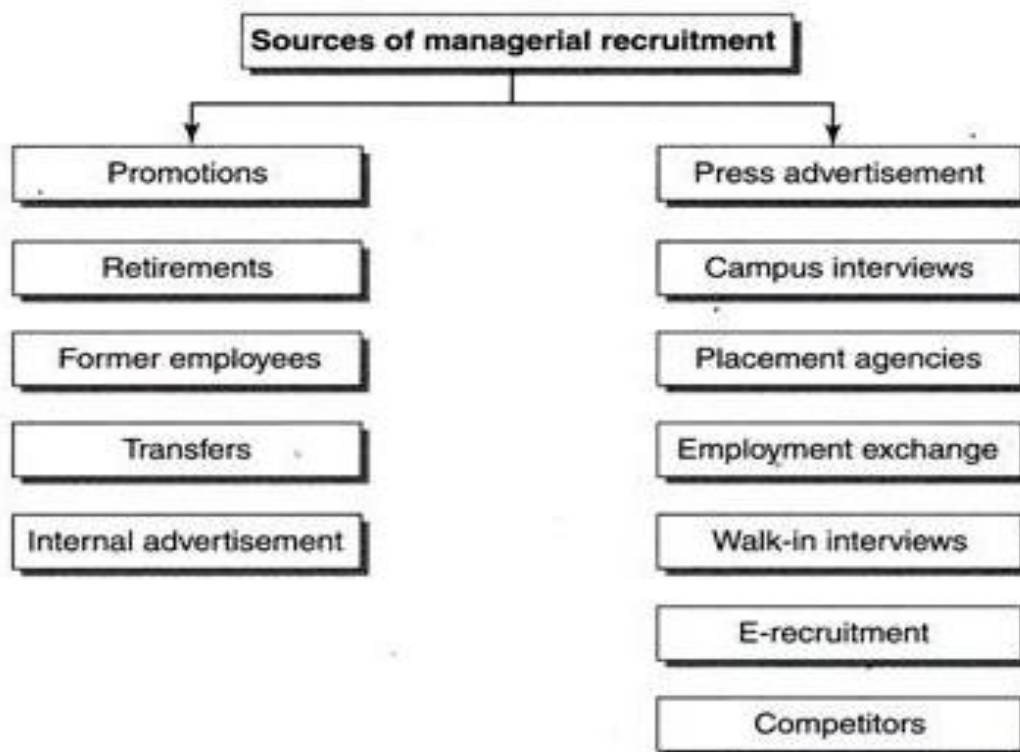 Sources of managerial recruitment
Promotions
Retirements
Former employees
Transfers
Internal advertisement
Press advertisement
Campus interviews
Placement agencies
Employment exchange
Walk-in interviews
E-recruitment
Competitors